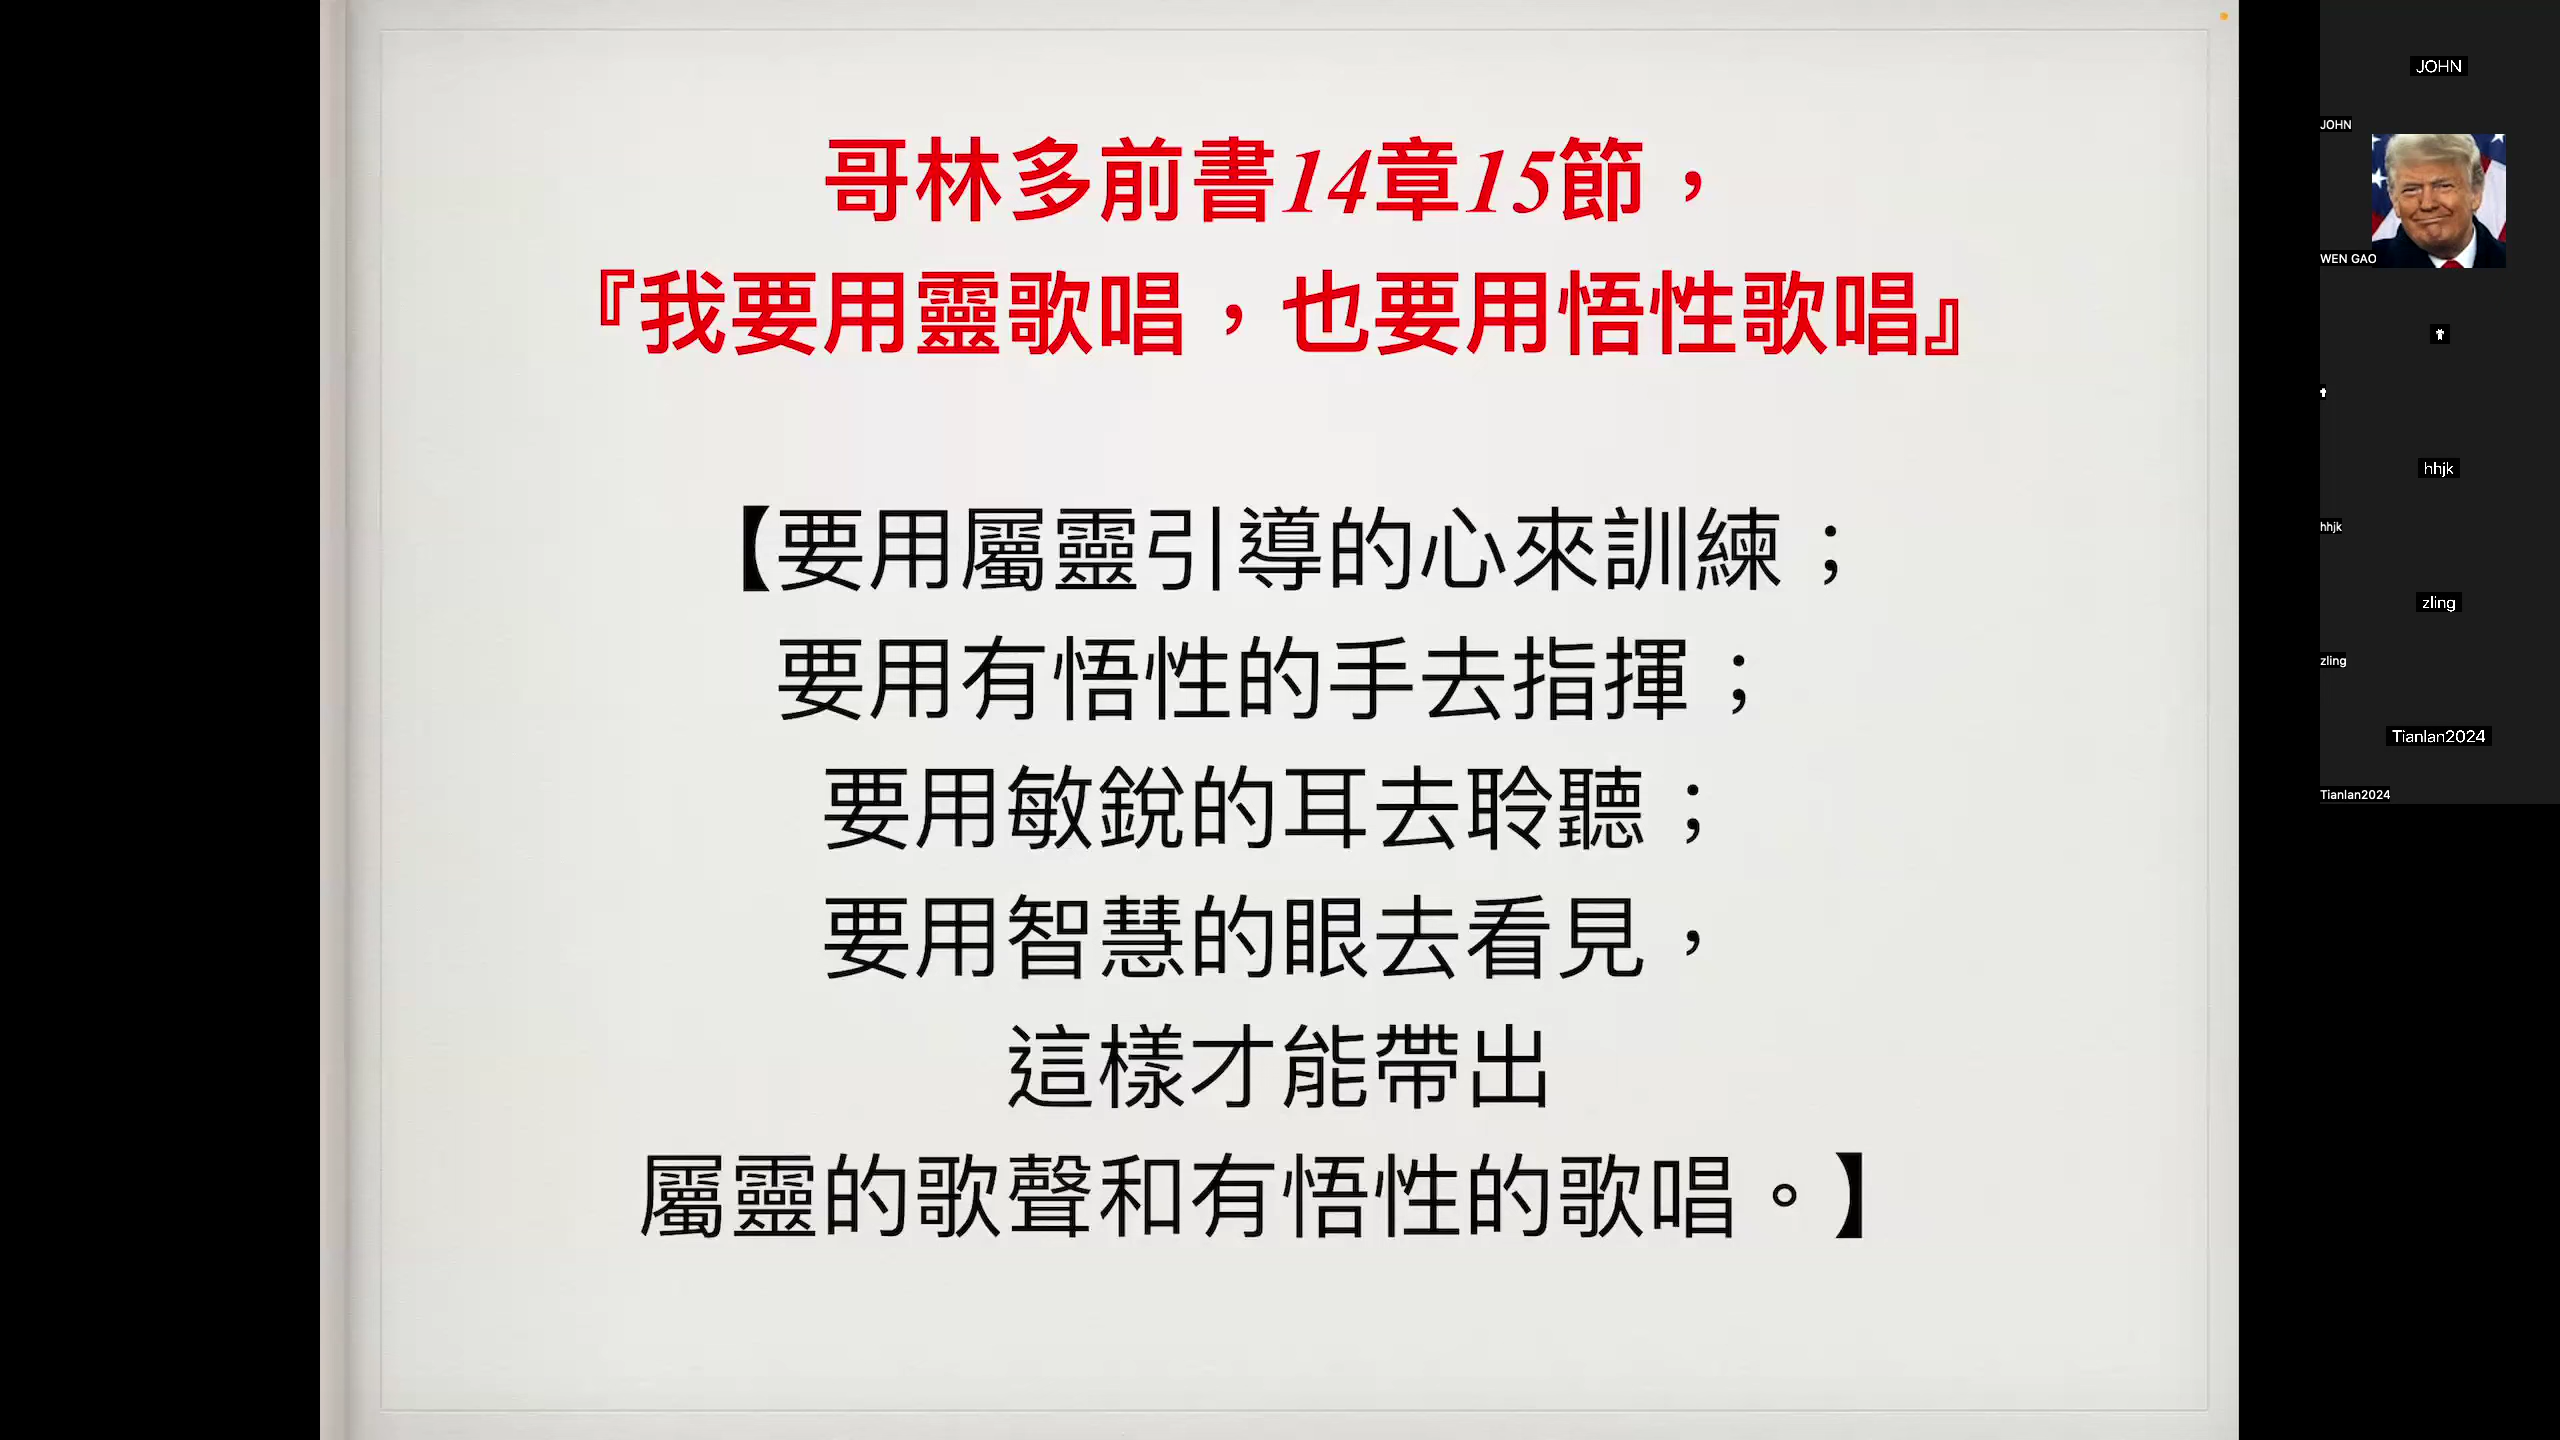 哥林多前書14章15節，
『我要用靈歌唱，也要用悟性歌唱』
【要用屬靈引導的心來訓練；
要用有悟性的手去指揮；
要用敏銳的耳去聆聽；
要用智慧的眼去看見，
這樣才能帶出
屬靈的歌聲和有悟性的歌唱。】
JOHN
JOHN
WEN GAO
hhjk
hhjk
zling
zling
Tianlan2024
Tianlan2024